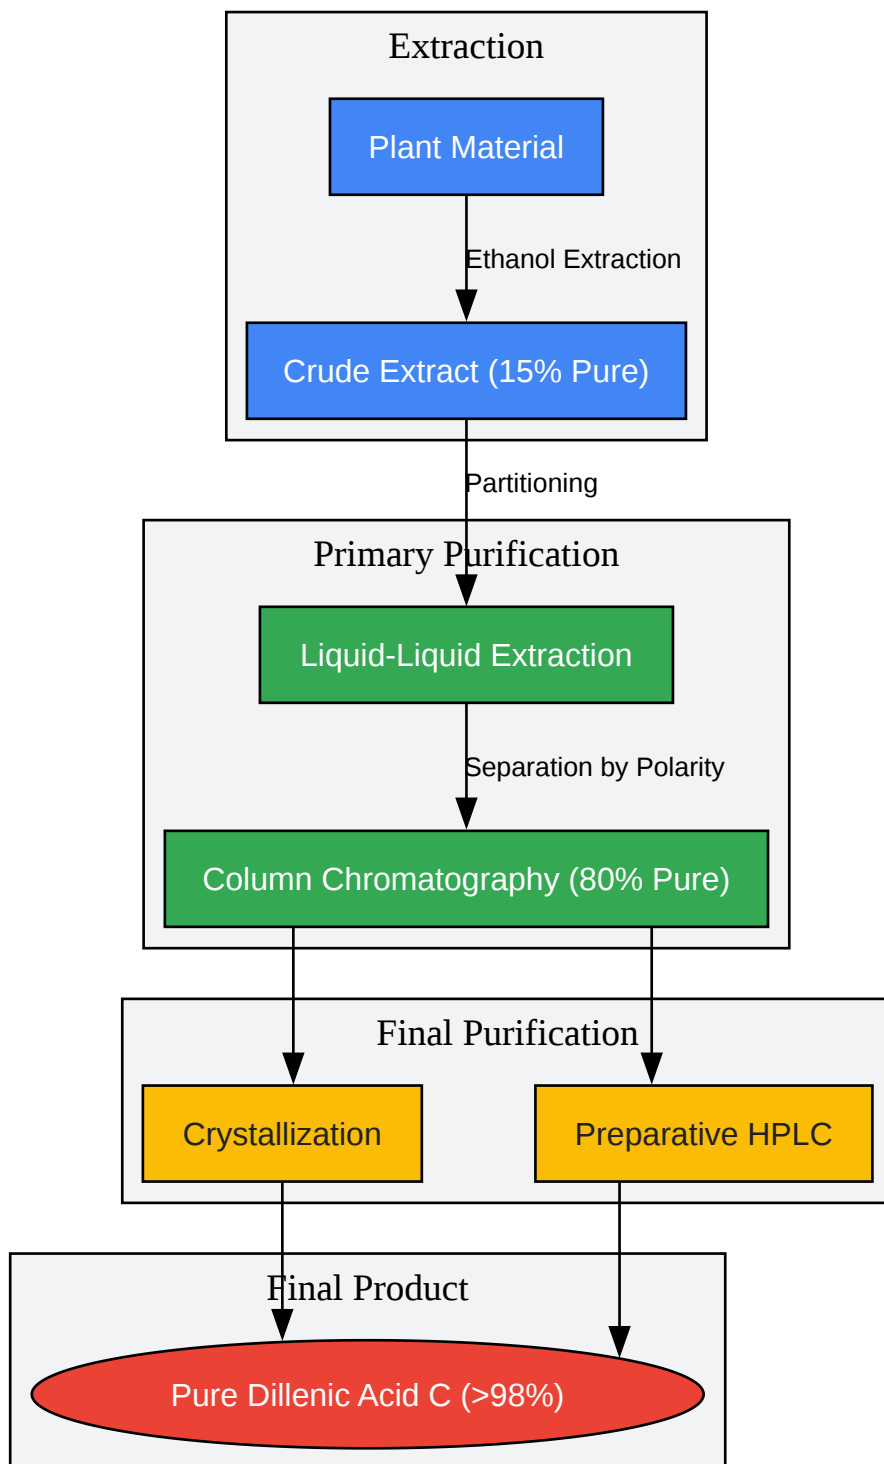 Extraction
Plant Material
Ethanol Extraction
Crude Extract (15% Pure)
Partitioning
Primary Purification
Liquid-Liquid Extraction
Separation by Polarity
Column Chromatography (80% Pure)
Final Purification
Crystallization
Preparative HPLC
Final Product
Pure Dillenic Acid C (>98%)